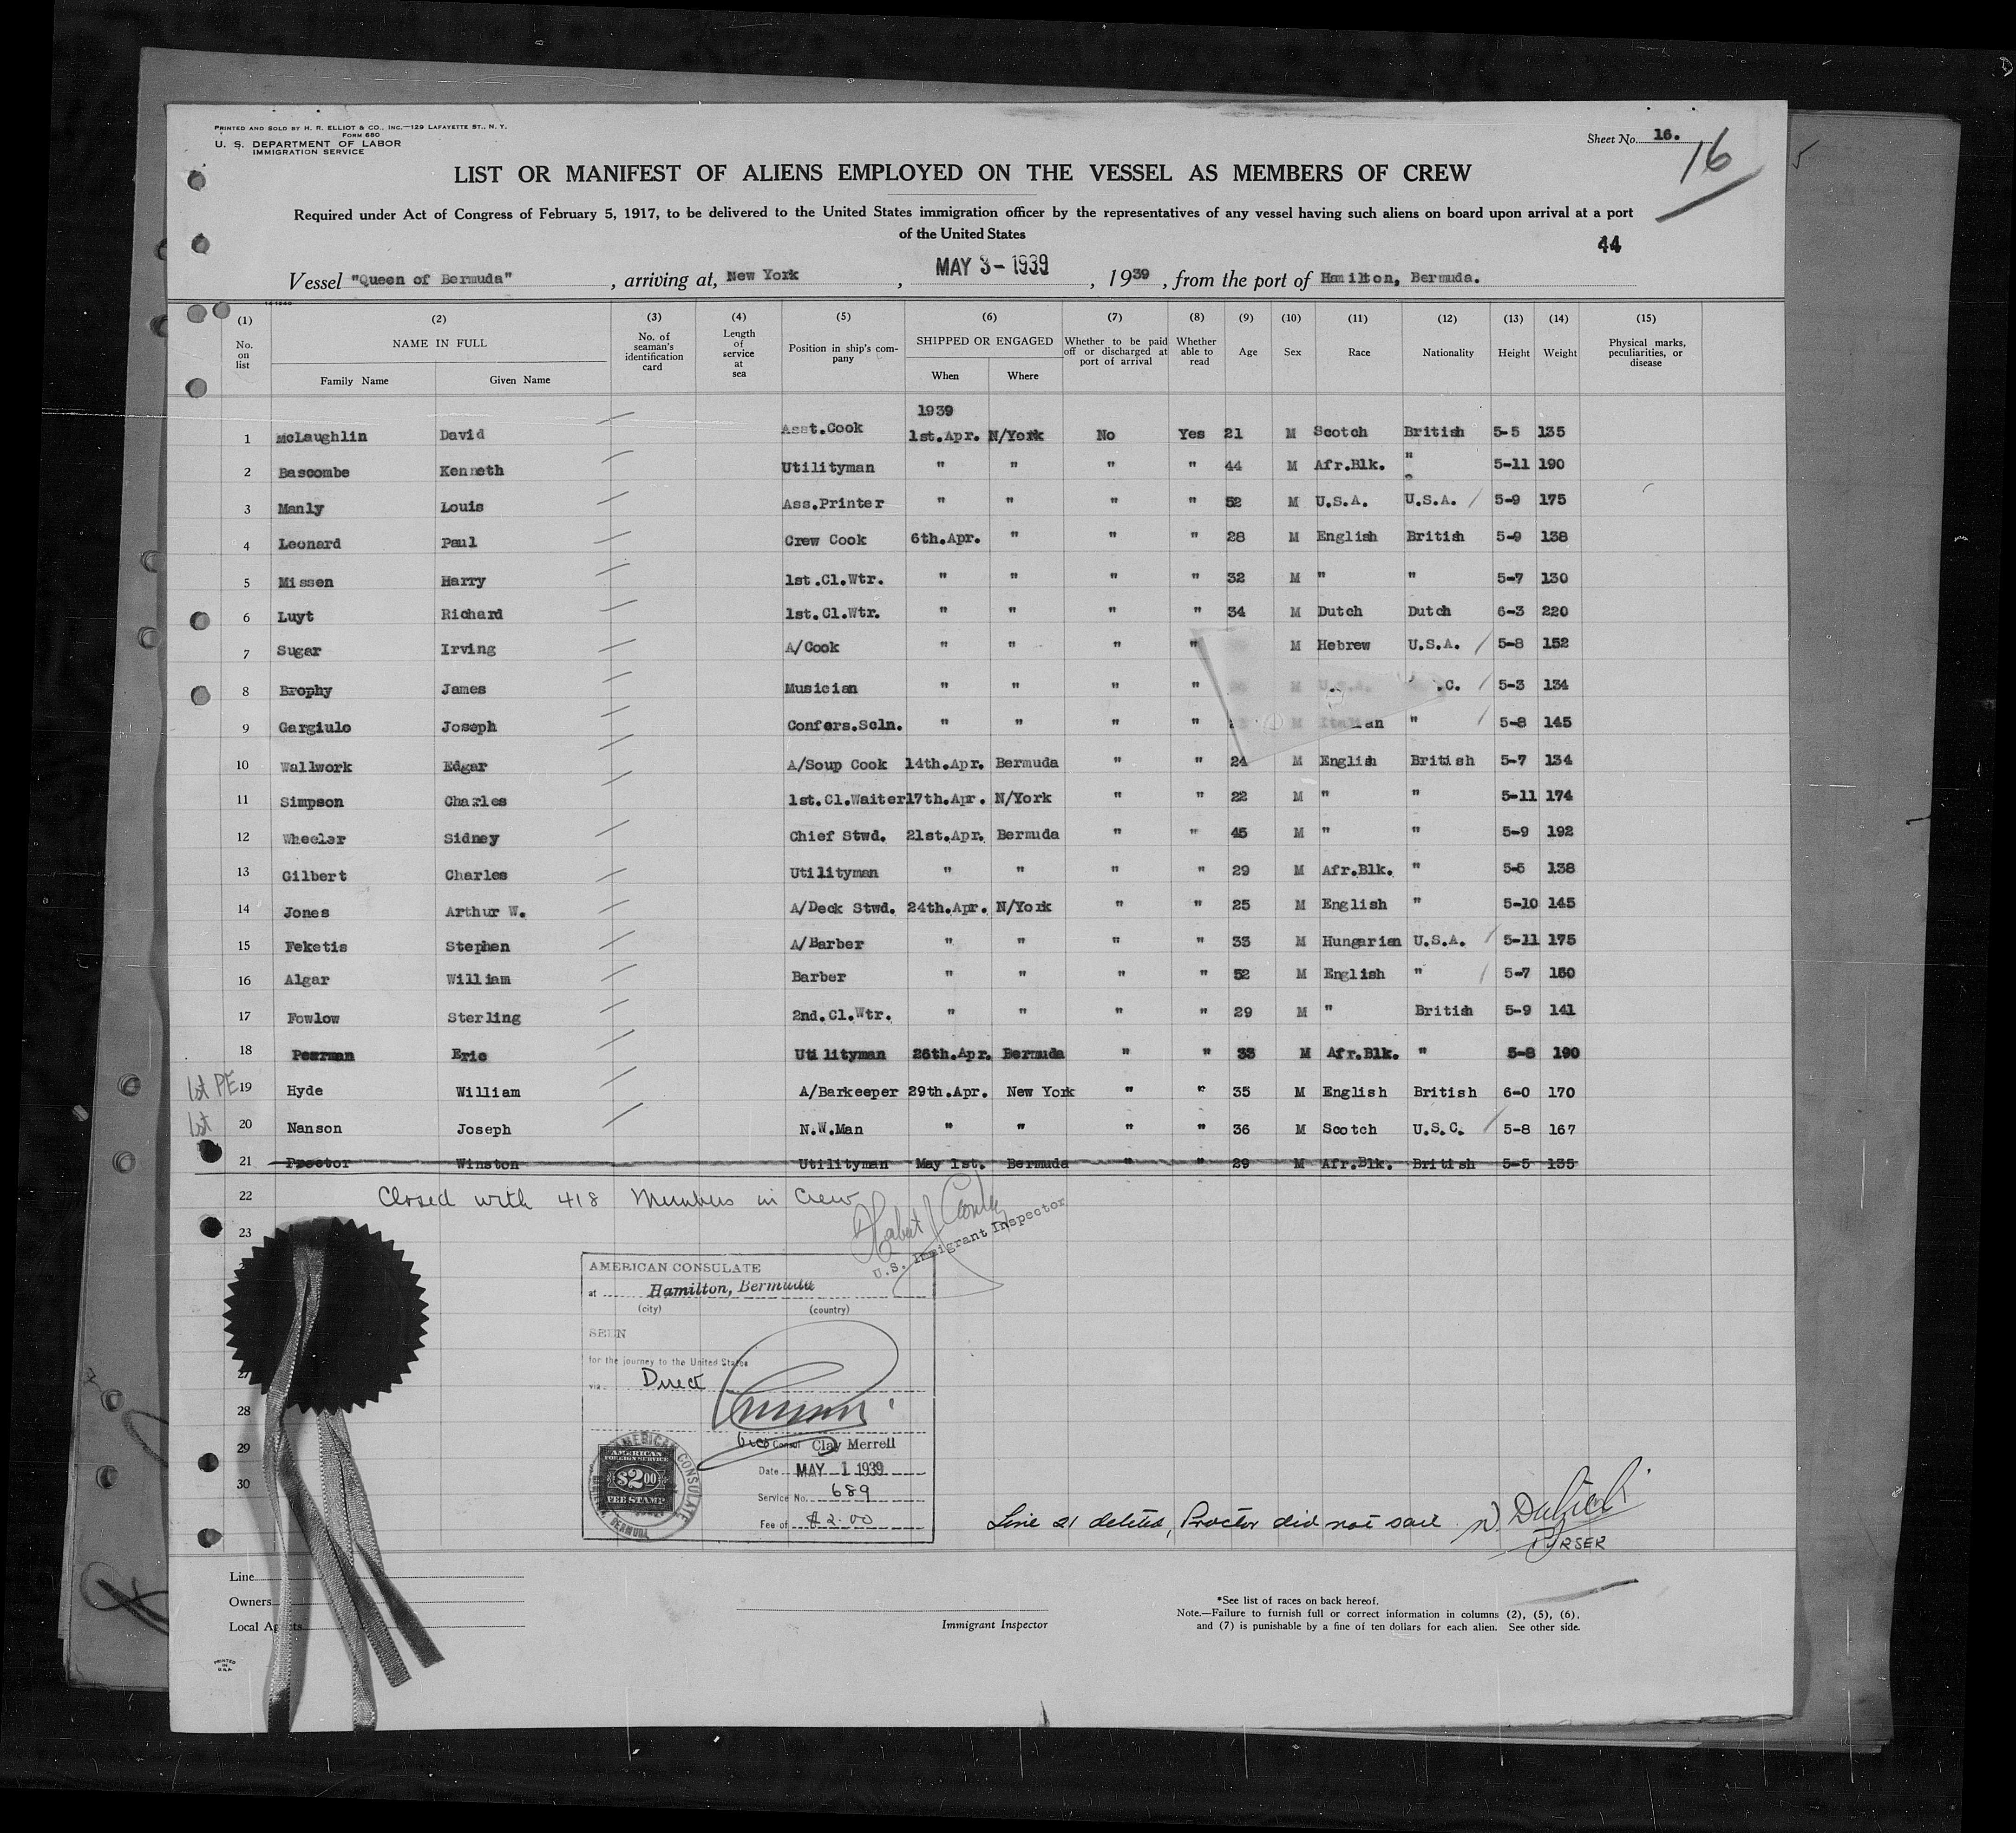 PRINTED AND SOLD BY H. R. ELLIOT & CO., INC.—129 LAFAYETTE ST., N. Y.
FORM 680
U. S. DEPARTMENT OF LABOR
IMMIGRATION SERVICE
Sheet No. 16.
16
5
LIST OR MANIFEST OF ALIENS EMPLOYED ON THE VESSEL AS MEMBERS OF CREW
Required under Act of Congress of February 5, 1917, to be delivered to the United States immigration officer by the representatives of any vessel having such aliens on board upon arrival at a port
of the United States
44
Vessel "Queen of Bermuda" , arriving at, New York , MAY 3- 1939 , 1939 , from the port of Hamilton, Bermuda.
(1) (2) (3) (4) (5) (6) (7) (8) (9) (10) (11) (12) (13) (14) (15)
No. on list NAME IN FULL Family Name Given Name No. of seaman's identification card Length of service at sea Position in ship's company SHIPPED OR ENGAGED When Where Whether to be paid off or discharged at port of arrival Whether able to read Age Sex Race Nationality Height Weight Physical marks, peculiarities, or disease
1939
1 McLaughlin David Asst.Cook 1st.Apr. N/York No Yes 21 M Scotch British 5-5 135
2 Bascombe Kenneth Utilityman " " " " 44 M Afr.Blk. " 5-11 190
3 Manly Louis Ass.Printer " " " " 52 M U.S.A. U.S.A. 5-9 175
4 Leonard Paul Crew Cook 6th.Apr. " " " 28 M English British 5-9 138
5 Missen Harry 1st.Cl.Wtr. " " " " 32 M " " 5-7 130
6 Luyt Richard 1st.Cl.Wtr. " " " " 34 M Dutch Dutch 6-3 220
7 Sugar Irving A/Cook " " " " M Hebrew U.S.A. 5-8 152
8 Brophy James Musician " " " " M U.S.A. .C. 5-3 134
9 Gargiulo Joseph Confers.Scln. " " " " M Italian " 5-8 145
10 Wallwork Edgar A/Soup Cook 14th.Apr. Bermuda " " 24 M English British 5-7 134
11 Simpson Charles 1st.Cl.Waiter 17th.Apr. N/York " " 22 M " " 5-11 174
12 Wheeler Sidney Chief Stwd. 21st.Apr. Bermuda " " 45 M " " 5-9 192
13 Gilbert Charles Utilityman " " " " 29 M Afr.Blk. " 5-5 138
14 Jones Arthur W. A/Deck Stwd. 24th.Apr. N/York " " 25 M English " 5-10 145
15 Feketis Stephen A/Barber " " " " 33 M Hungarian U.S.A. 5-11 175
16 Algar William Barber " " " " 52 M English " 5-7 150
17 Fowlow Sterling 2nd.Cl.Wtr. " " " " 29 M " British 5-9 141
18 Pearman Eric Utilityman 26th.Apr. Bermuda " " 33 M Afr.Blk. " 5-8 190
1st PE 19 Hyde William A/Barkeeper 29th.Apr. New York " " 35 M English British 6-0 170
1st 20 Nanson Joseph N.W.Man " " " " 36 M Scotch U.S.C. 5-8 167
21 Proctor Winston Utilityman May 1st. Bermuda " " 29 M Afr.Blk. British 5-5 135
22 Closed with 418 Members in Crew
U.S. Immigrant Inspector
23
AMERICAN CONSULATE
at Hamilton, Bermuda
(city) (country)
SEEN
for the journey to the United States
via Direct
27
28
Vice Consul Clay Merrell
29
Date MAY 1 1939
30
Service No. 689
Fee of $2.00
AMERICAN CONSULATE
BERMUDA
AMERICAN
FOREIGN SERVICE
$2.00
FEE STAMP
Line 21 deleted, Proctor did not sail
PURSER
Line
Owners
Local Agents
Immigrant Inspector
*See list of races on back hereof.
Note.—Failure to furnish full or correct information in columns (2), (5), (6),
and (7) is punishable by a fine of ten dollars for each alien. See other side.
PRINTED
IN
U.S.A.